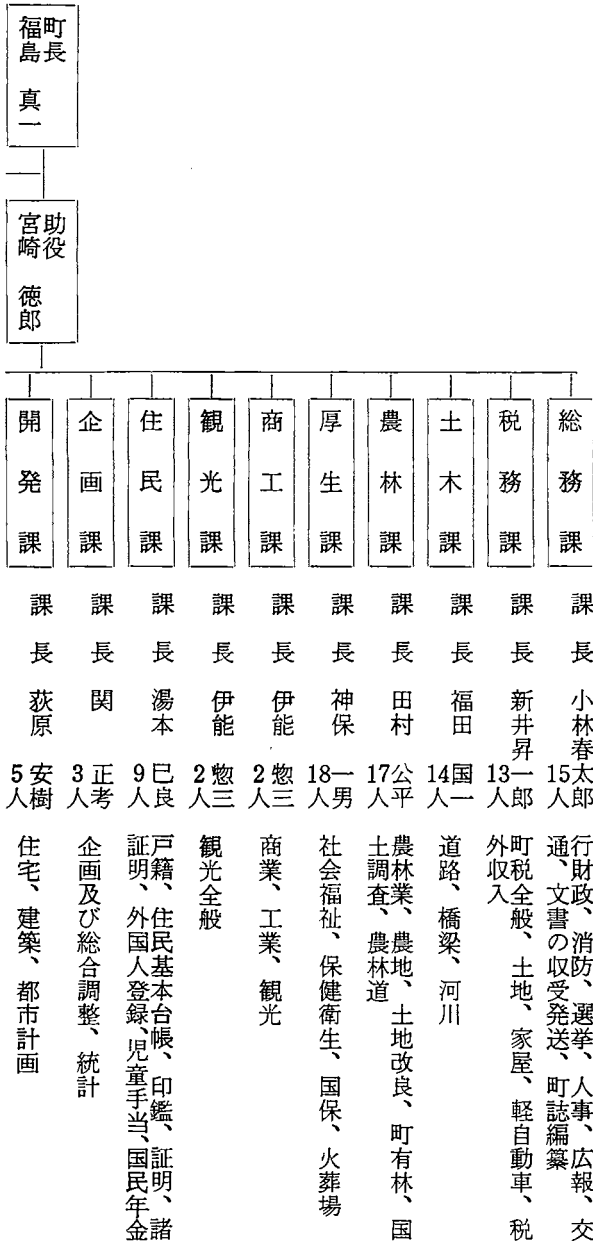 町長
福島　真一
助役
宮崎　徳郎
総務課
課長　小林春太郎
15人
行財政、消防、選挙、人事、広報、交
通、文書の収受発送、町誌編纂
税務課
課長　新井昇一郎
13人
町税全般、土地、家屋、軽自動車、税
外収入
土木課
課長　福田　国一
14人
道路、橋梁、河川
農林課
課長　田村　公平
17人
農林業、農地、土地改良、町有林、国
土調査、農林道
厚生課
課長　神保　一男
18人
社会福祉、保健衛生、国保、火葬場
商工課
課長　伊能　惣三
2人
商業、工業、観光
観光課
課長　伊能　惣三
2人
観光全般
住民課
課長　湯本　巳良
9人
戸籍、住民基本台帳、印鑑、証明、諸
証明、外国人登録、児童手当、国民年金
企画課
課長　関　正考
3人
企画及び総合調整、統計
開発課
課長　荻原　安樹
5人
住宅、建築、都市計画